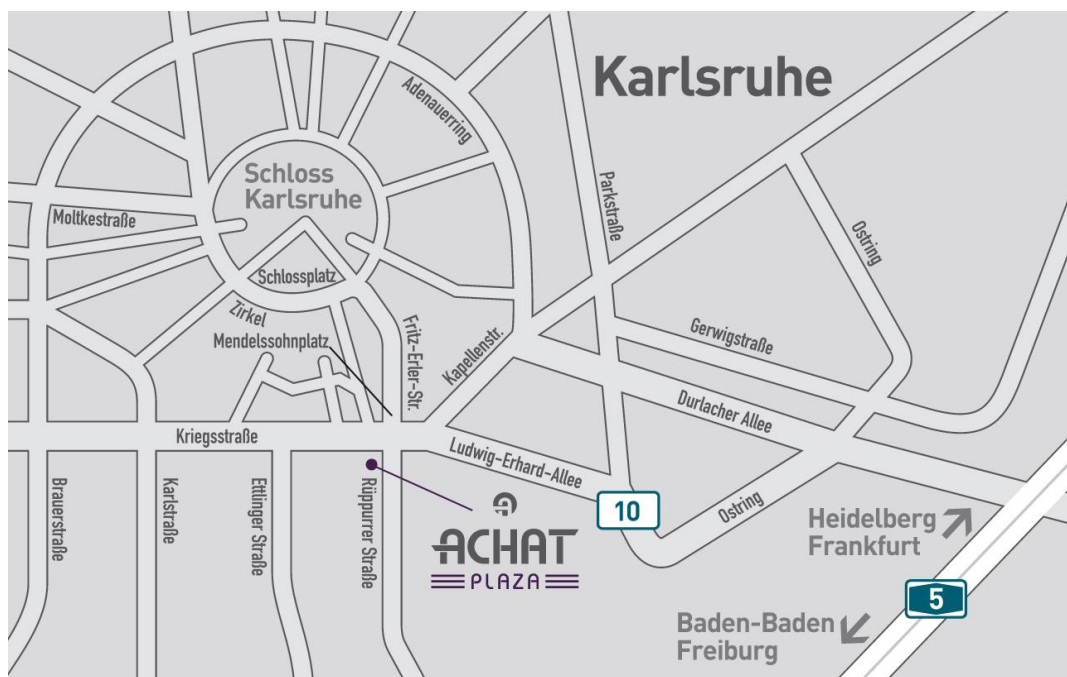 Karlsruhe
Adenauerring
Schloss
Karlsruhe
Parkstraße
Moltkestraße
Ostring
Schlossplatz
Zirkel
Mendelssohnplatz
Fritz-Erler-Str.
Kapellenstr.
Gerwigstraße
Durlacher Allee
Kriegsstraße
Ludwig-Erhard-Allee
Brauerstraße
Karlstraße
Ettlinger Straße
Rüppurrer Straße
10
Ostring
A
ACHAT
PLAZA
Heidelberg
Frankfurt
5
Baden-Baden
Freiburg